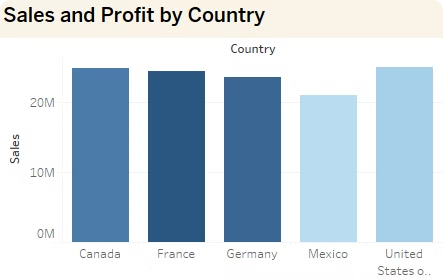 Sales and Profit by Country
Country
Sales
20M
10M
0M
Canada
France
Germany
Mexico
United
States o..